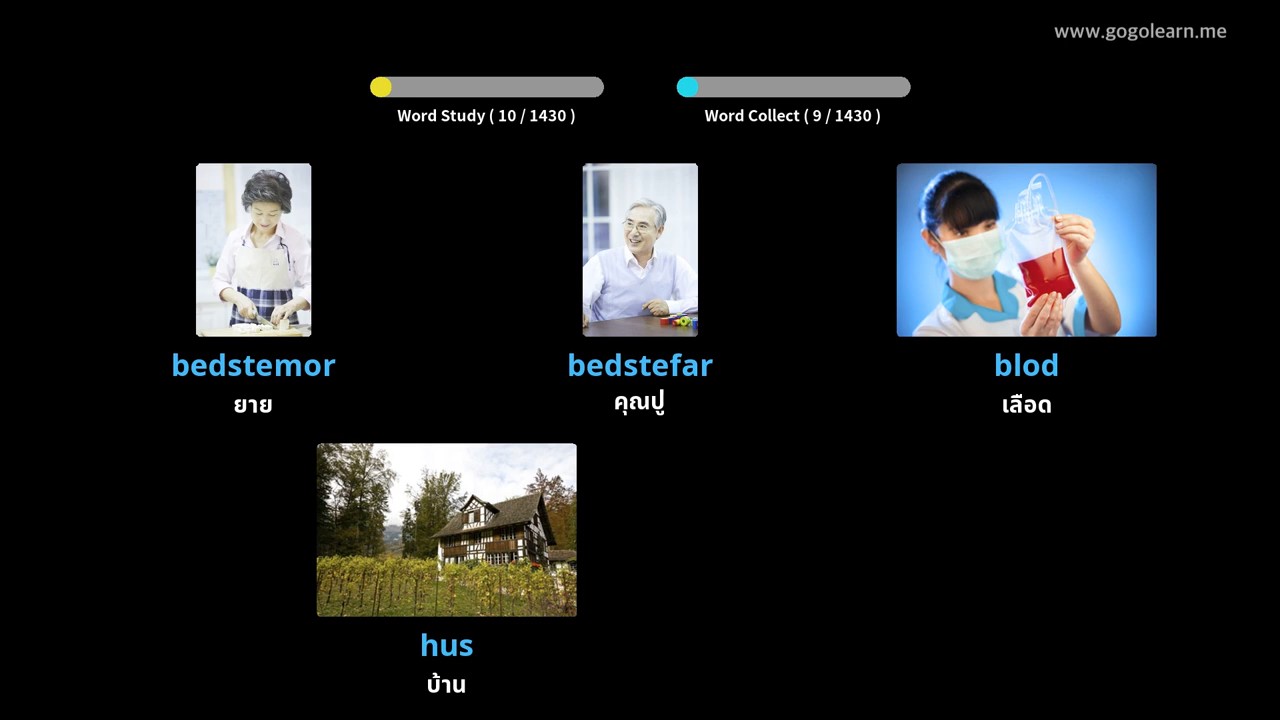 www.gogolearn.me
Word Study ( 10 / 1430 )
Word Collect ( 9 / 1430 )
bedstemor
ยาย
bedstefar
คุณปู่
blod
เลือด
hus
บ้าน